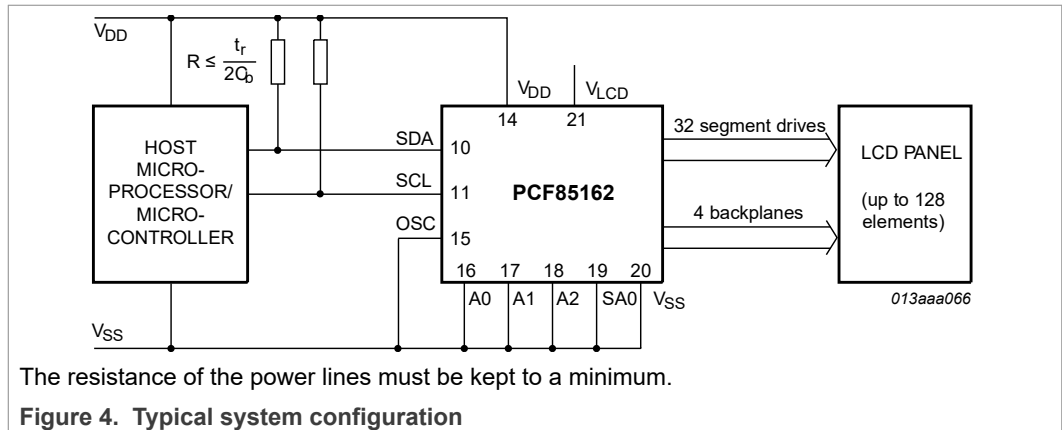 VDD
R ≤ tr
2Cb
VDD
VLCD
14
21
HOST
MICRO-
PROCESSOR/
MICRO-
CONTROLLER
SDA
10
SCL
11
OSC
15
PCF85162
16 17 18 19 20
A0 A1 A2 SA0 VSS
32 segment drives
4 backplanes
LCD PANEL
(up to 128
elements)
013aaa066
VSS
The resistance of the power lines must be kept to a minimum.
Figure 4. Typical system configuration